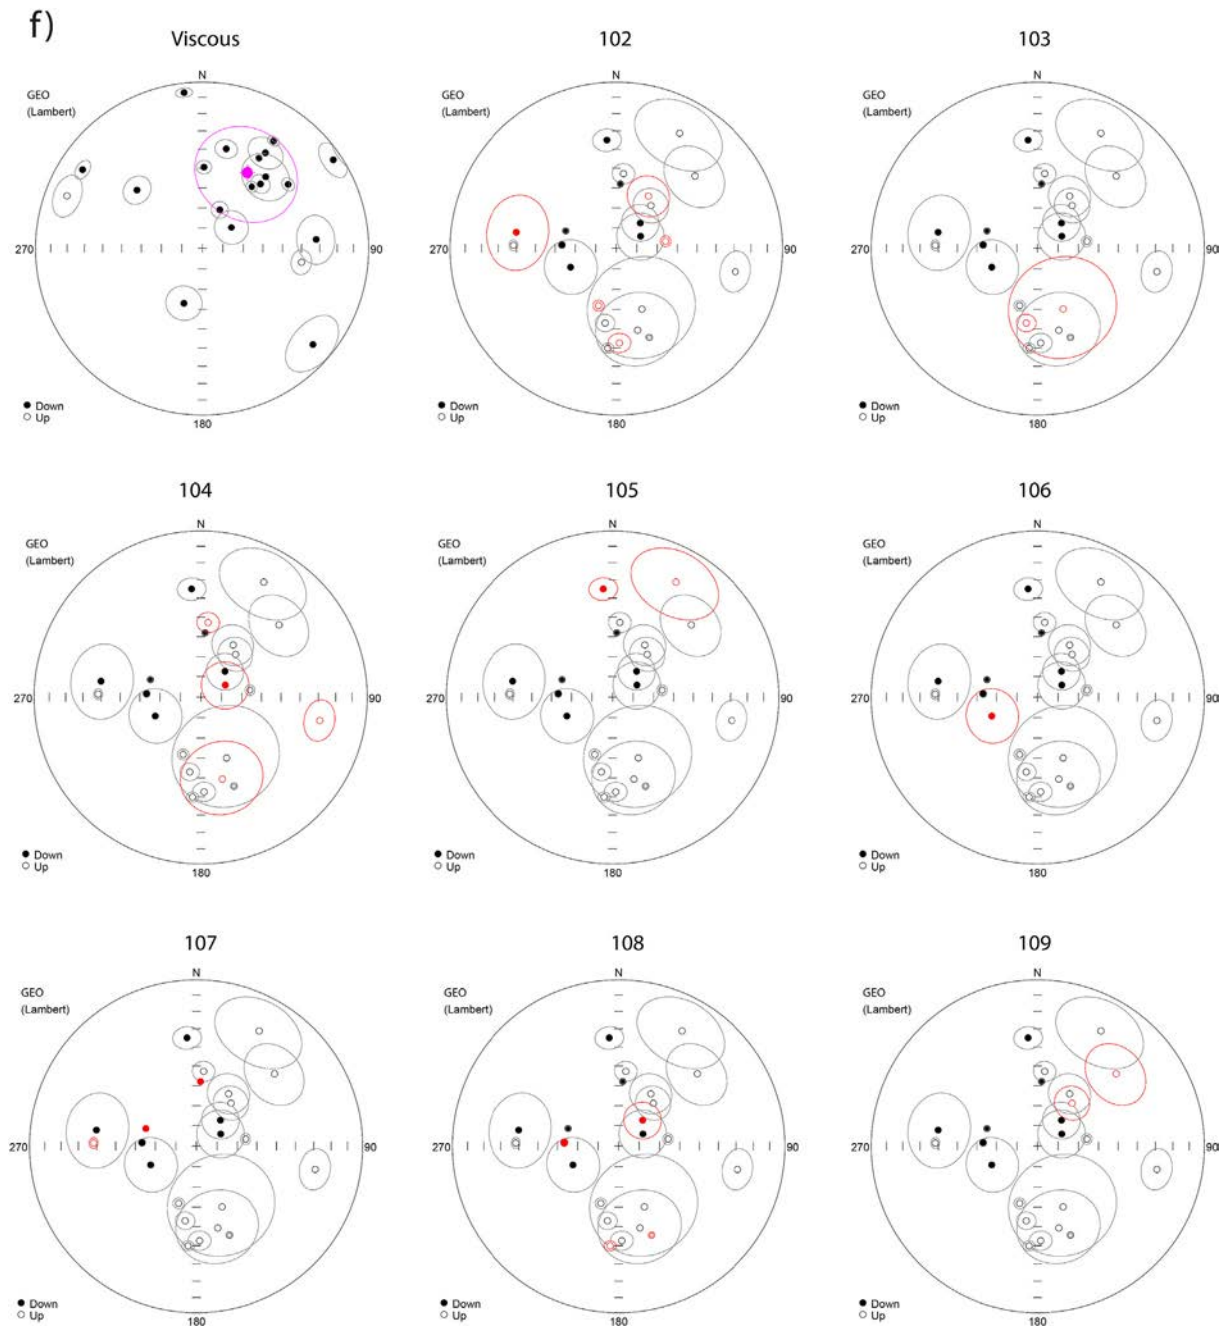 f)
Viscous 102 103
N
GEO
(Lambert)
270 90
Down
Up
180
N
GEO
(Lambert)
270 90
Down
Up
180
N
GEO
(Lambert)
270 90
Down
Up
180
104 105 106
N
GEO
(Lambert)
270 90
Down
Up
180
N
GEO
(Lambert)
270 90
Down
Up
180
N
GEO
(Lambert)
270 90
Down
Up
180
107 108 109
N
GEO
(Lambert)
270 90
Down
Up
180
N
GEO
(Lambert)
270 90
Down
Up
180
N
GEO
(Lambert)
270 90
Down
Up
180